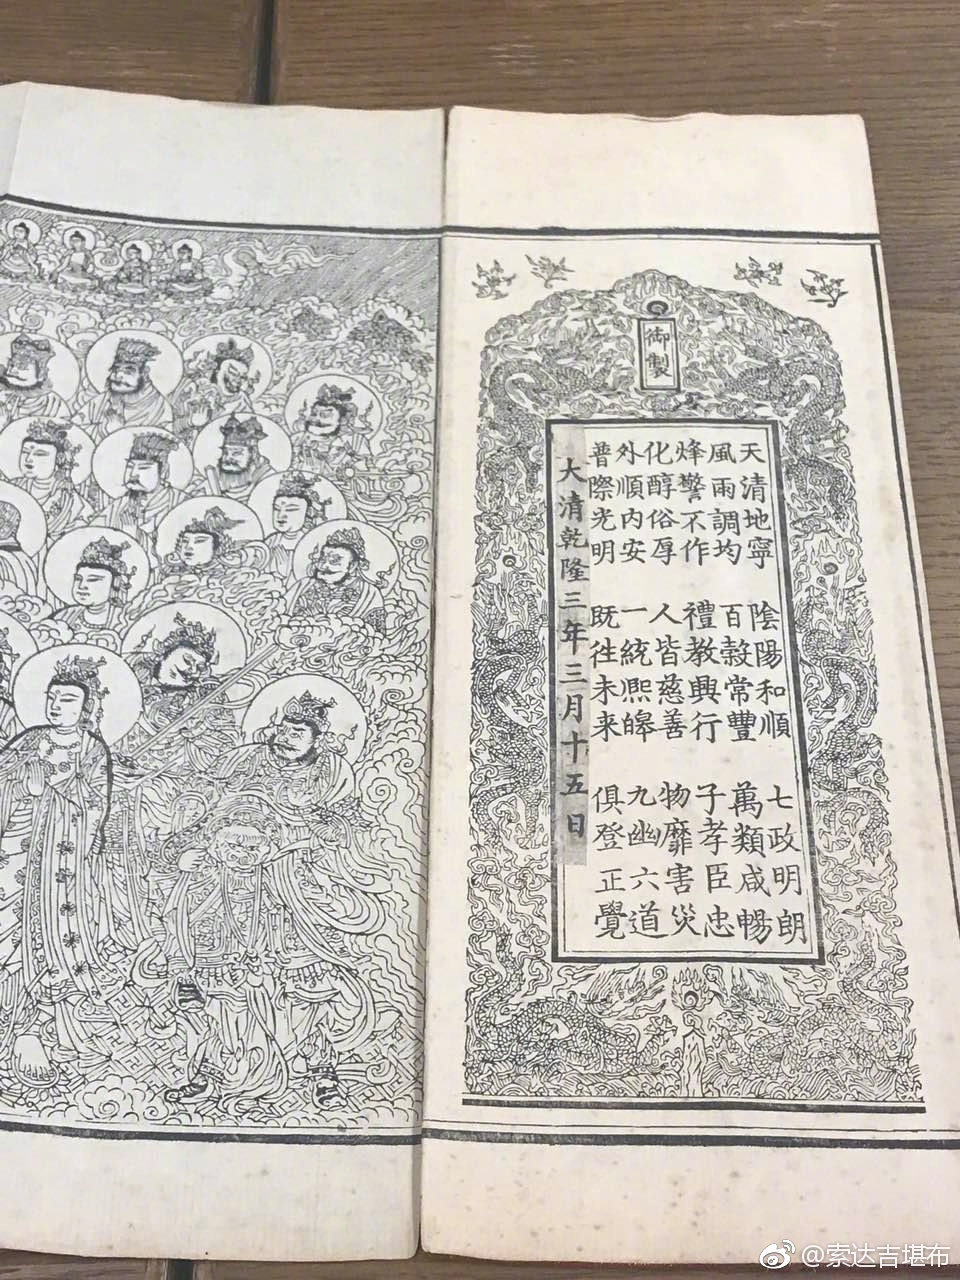 御製
天清地寧 陰陽和順 七政明朗
風雨調均 百穀常豐 萬類咸暢
烽警不作 禮教興行 子孝臣忠
化醇俗厚 人皆慈善 物靡害災
外順內安 一統熙皞 九幽六道
普際光明 既往未来 俱登正覺
大清乾隆三年三月十五日
@索达吉堪布